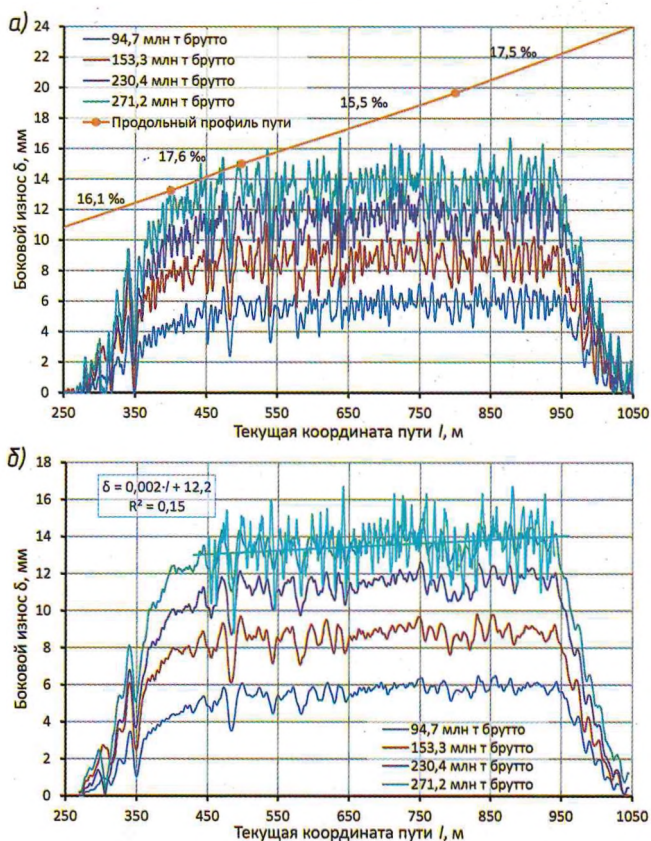 а)
24
22
20
18
16
14
12
10
8
6
4
2
0
Боковой износ δ, мм
94,7 млн т брутто
153,3 млн т брутто
230,4 млн т брутто
271,2 млн т брутто
Продольный профиль пути
16,1 ‰
17,6 ‰
15,5 ‰
17,5 ‰
250 350 450 550 650 750 850 950 1050
Текущая координата пути l, м
б)
18
16
14
12
10
8
6
4
2
0
Боковой износ δ, мм
δ = 0,002·l + 12,2
R² = 0,15
94,7 млн т брутто
153,3 млн т брутто
230,4 млн т брутто
271,2 млн т брутто
250 350 450 550 650 750 850 950 1050
Текущая координата пути l, м